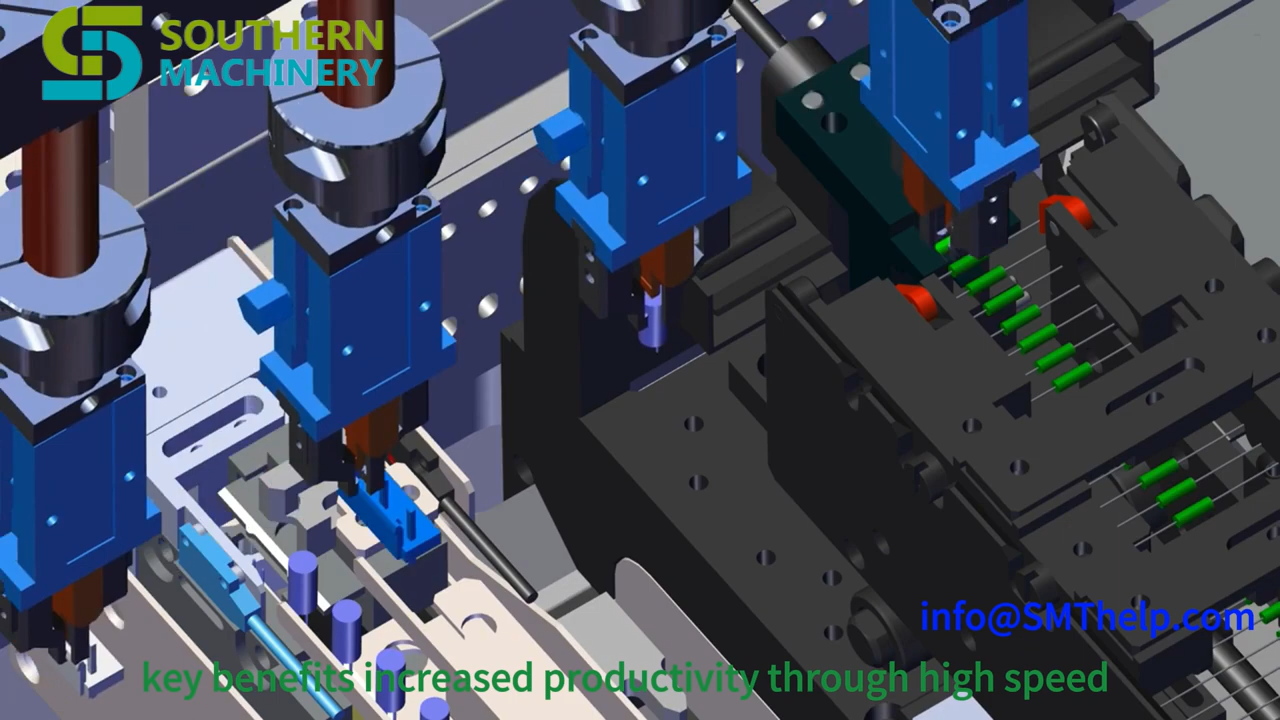 SOUTHERN
MACHINERY
info@SMThelp.com
key benefits increased productivity through high speed